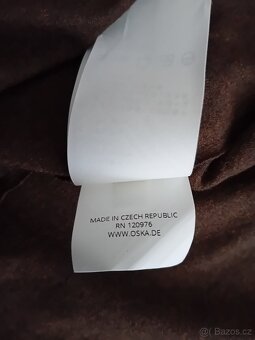 MADE IN CZECH REPUBLIC
RN 120976
WWW.OSKA.DE
Bazos.cz